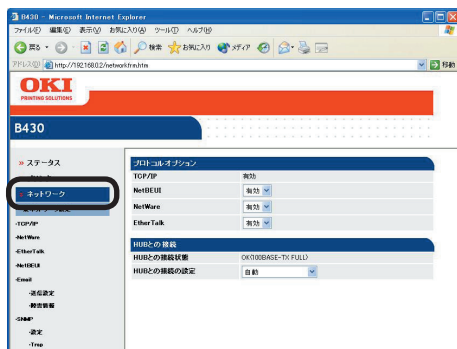 B430 - Microsoft Internet Explorer
ファイル(F) 編集(E) 表示(V) お気に入り(A) ツール(T) ヘルプ(H)
戻る 検索 お気に入り メディア
アドレス(D) http://192.168.0.2/networkfrm.htm 移動
OKI
PRINTING SOLUTIONS
B430
» ステータス
» ネットワーク
-TCP/IP
-NetWare
-EtherTalk
-NetBEUI
-Email
-送信設定
-障害情報
-SNMP
-設定
-Trap
プロトコルオプション
TCP/IP 有効
NetBEUI 有効
NetWare 有効
EtherTalk 有効
HUBとの接続
HUBとの接続状態 OK(100BASE-TX FULL)
HUBとの接続の設定 自動